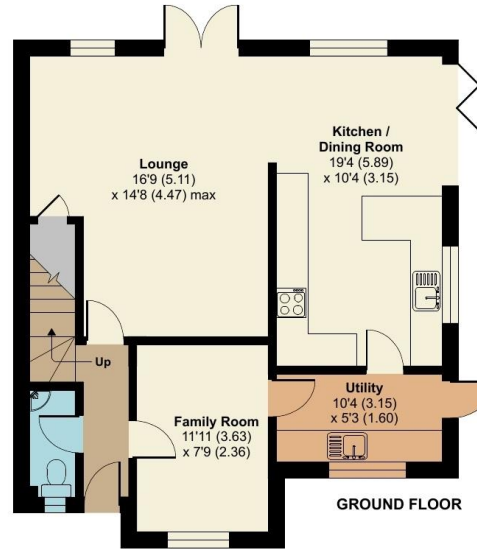 Kitchen /
Dining Room
19'4 (5.89)
x 10'4 (3.15)
Lounge
16'9 (5.11)
x 14'8 (4.47) max
Up
Family Room
11'11 (3.63)
x 7'9 (2.36)
Utility
10'4 (3.15)
x 5'3 (1.60)
GROUND FLOOR